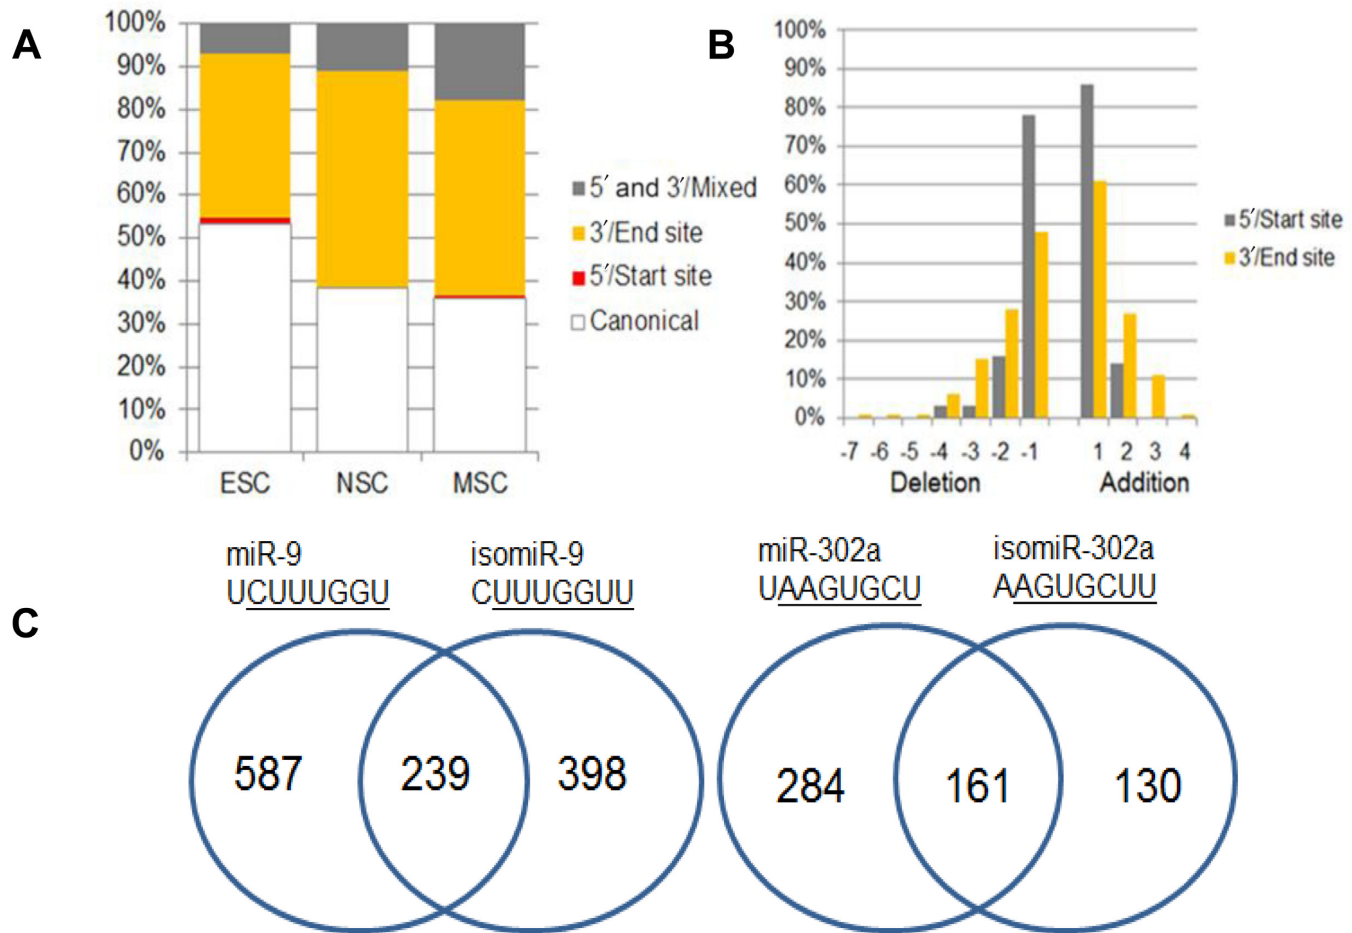 A
100%
90%
80%
70%
60%
50%
40%
30%
20%
10%
0%
ESC NSC MSC
5′ and 3′/Mixed
3′/End site
5′/Start site
Canonical
B
100%
90%
80%
70%
60%
50%
40%
30%
20%
10%
0%
-7 -6 -5 -4 -3 -2 -1 1 2 3 4
Deletion Addition
5′/Start site
3′/End site
C
miR-9
UCUUUGGU
isomiR-9
CUUUGGUU
miR-302a
UAAGUGCU
isomiR-302a
AAGUGCUU
587 239 398
284 161 130